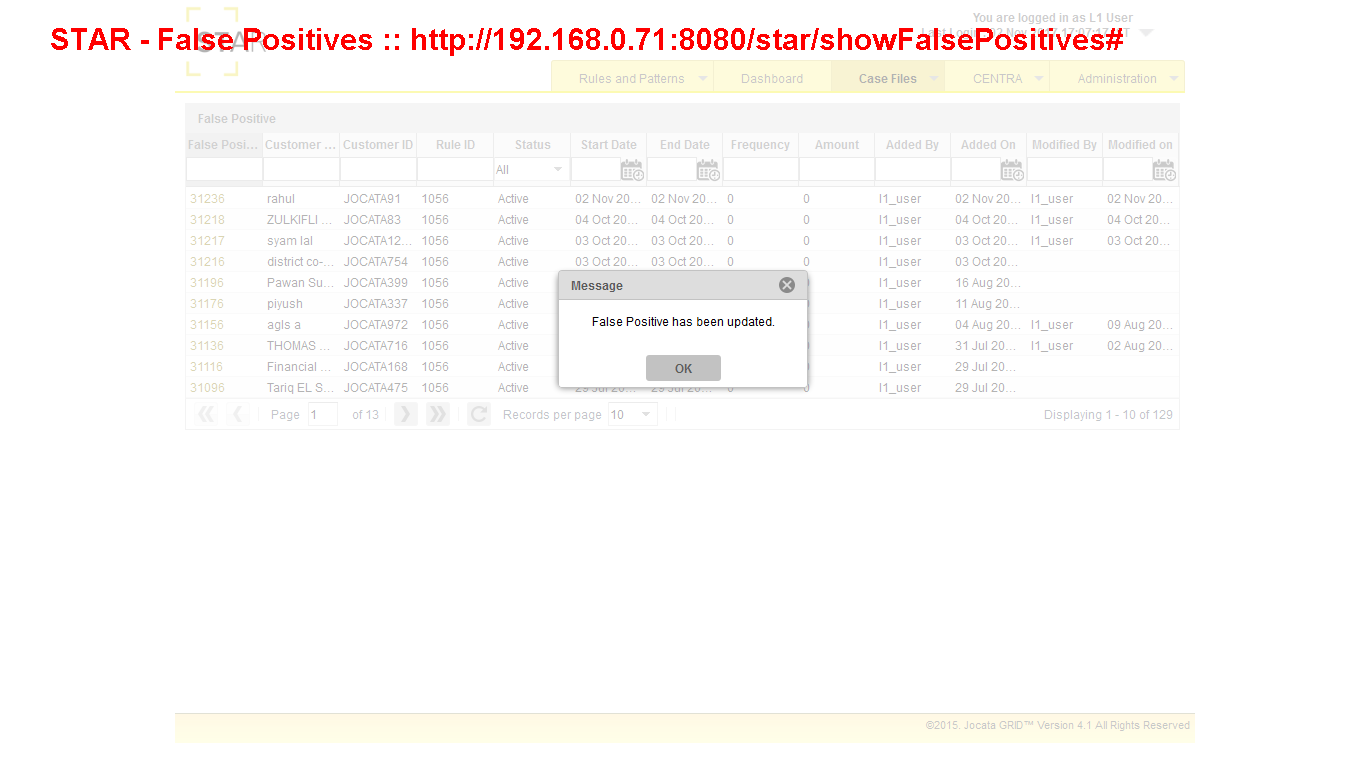 You are logged in as L1 User
STAR - False Positives :: http://192.168.0.71:8080/star/showFalsePositives#
STAR
Rules and Patterns Dashboard Case Files CENTRA Administration
False Positive
False Posi... Customer ... Customer ID Rule ID Status Start Date End Date Frequency Amount Added By Added On Modified By Modified on
All
31236 rahul JOCATA91 1056 Active 02 Nov 20... 02 Nov 20... 0 0 l1_user 02 Nov 20... l1_user 02 Nov 20...
31218 ZULKIFLI ... JOCATA83 1056 Active 04 Oct 20... 04 Oct 20... 0 0 l1_user 04 Oct 20... l1_user 04 Oct 20...
31217 syam lal JOCATA12... 1056 Active 03 Oct 20... 03 Oct 20... 0 0 l1_user 03 Oct 20... l1_user 03 Oct 20...
31216 district co-... JOCATA754 1056 Active 03 Oct 20... 03 Oct 20... 0 0 l1_user 03 Oct 20...
31196 Pawan Su... JOCATA399 1056 Active l1_user 16 Aug 20...
31176 piyush JOCATA337 1056 Active l1_user 11 Aug 20...
31156 agls a JOCATA972 1056 Active l1_user 04 Aug 20... l1_user 09 Aug 20...
31136 THOMAS ... JOCATA716 1056 Active l1_user 31 Jul 20... l1_user 02 Aug 20...
31116 Financial ... JOCATA168 1056 Active l1_user 29 Jul 20...
31096 Tariq EL S... JOCATA475 1056 Active 29 Jul 20... 29 Jul 20... 0 0 l1_user 29 Jul 20...
Message
False Positive has been updated.
OK
Page 1 of 13 Records per page 10 Displaying 1 - 10 of 129
©2015. Jocata GRID™ Version 4.1 All Rights Reserved